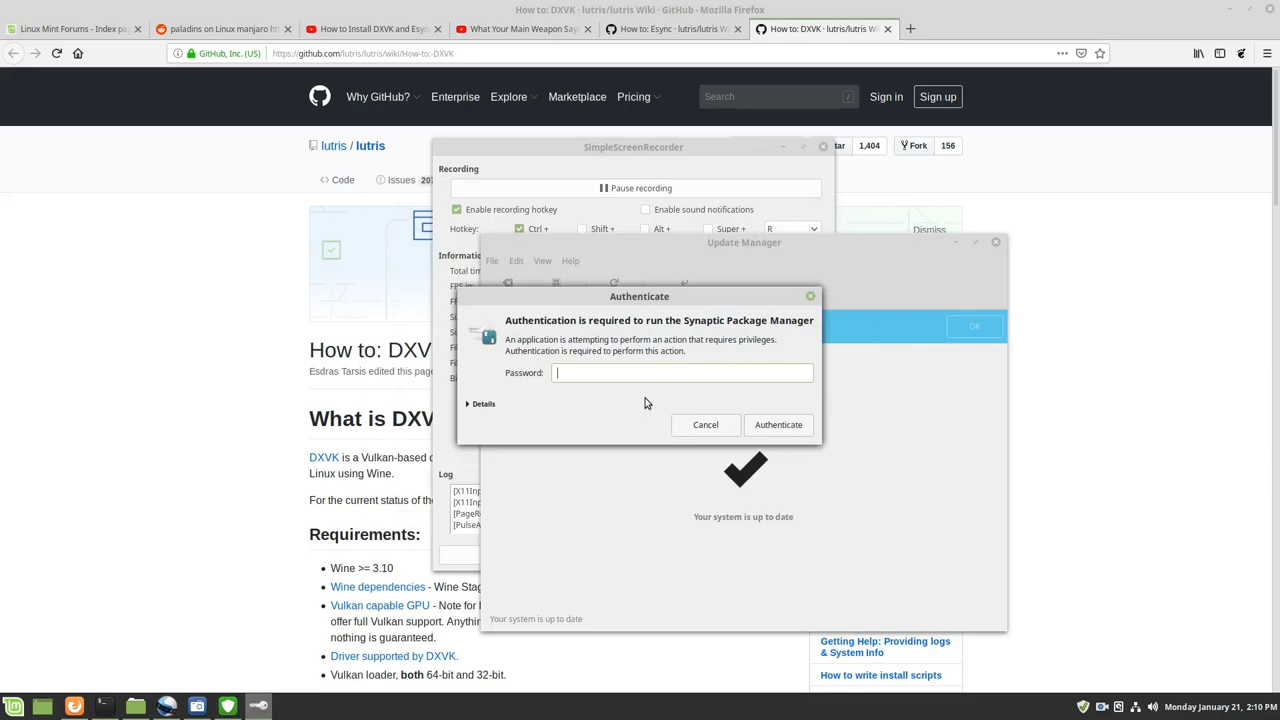 How to: DXVK · lutris/lutris Wiki · GitHub - Mozilla Firefox
Linux Mint Forums - Index pag
paladins on Linux manjaro ht
How to Install DXVK and Esyn
What Your Main Weapon Say
How to: Esync · lutris/lutris W
How to: DXVK · lutris/lutris Wi
GitHub, Inc. (US)
https://github.com/lutris/lutris/wiki/How-to:-DXVK
Why GitHub?
Enterprise
Explore
Marketplace
Pricing
Search
/
Sign in
Sign up
lutris / lutris
tar
1,404
Fork
156
Code
Issues
207
Dismiss
SimpleScreenRecorder
Recording
Pause recording
Enable recording hotkey
Enable sound notifications
Hotkey:
Ctrl +
Shift +
Alt +
Super +
R
Informatio
Total tim
FPS in:
Log
[X11Inp
[X11Inp
[PageRe
[PulseA
Update Manager
File
Edit
View
Help
OK
Your system is up to date
Your system is up to date
Authenticate
Authentication is required to run the Synaptic Package Manager
An application is attempting to perform an action that requires privileges.
Authentication is required to perform this action.
Password:
Details
Cancel
Authenticate
How to: DXV
Esdras Tarsis edited this page
What is DXV
DXVK is a Vulkan-based
Linux using Wine.
For the current status of the
Requirements:
Wine >= 3.10
Wine dependencies - Wine Stag
Vulkan capable GPU - Note for
offer full Vulkan support. Anythin
nothing is guaranteed.
Driver supported by DXVK.
Vulkan loader, both 64-bit and 32-bit.
Getting Help: Providing logs
& System Info
How to write install scripts
Monday January 21, 2:10 PM